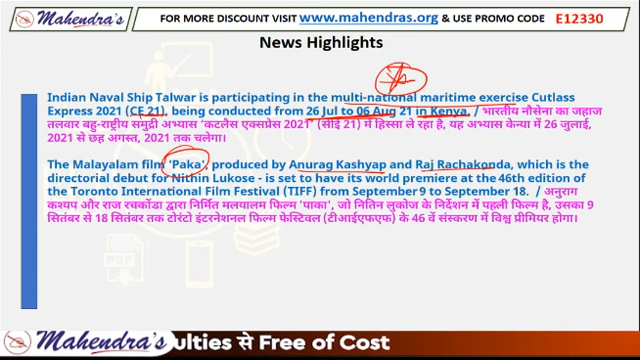 Mahendra's
FOR MORE DISCOUNT VISIT www.mahendras.org & USE PROMO CODE E12330
News Highlights
Indian Naval Ship Talwar is participating in the multi-national maritime exercise Cutlass
Express 2021 (CE 21). being conducted from 26 Jul to 06 Aug 21 in Kenya. / भारतीय नौसेना का जहाज
तलवार बहु-राष्ट्रीय समुद्री अभ्यास 'कटलैस एक्सप्रेस 2021' (सीई 21) में हिस्सा ले रहा है, यह अभ्यास केन्या में 26 जुलाई,
2021 से छह अगस्त, 2021 तक चलेगा।
The Malayalam film 'Paka', produced by Anurag Kashyap and Raj Rachakonda, which is the
directorial debut for Nithin Lukose - is set to have its world premiere at the 46th edition of
the Toronto International Film Festival (TIFF) from September 9 to September 18. / अनुराग
कश्यप और राज रचकोंडा द्वारा निर्मित मलयालम फिल्म 'पाका', जो नितिन लुकोज के निर्देशन में पहली फिल्म है, उसका 9
सितंबर से 18 सितंबर तक टोरंटो इंटरनेशनल फिल्म फेस्टिवल (टीआईएफएफ) के 46 वें संस्करण में विश्व प्रीमियर होगा।
Mahendra's ulties से Free of Cost